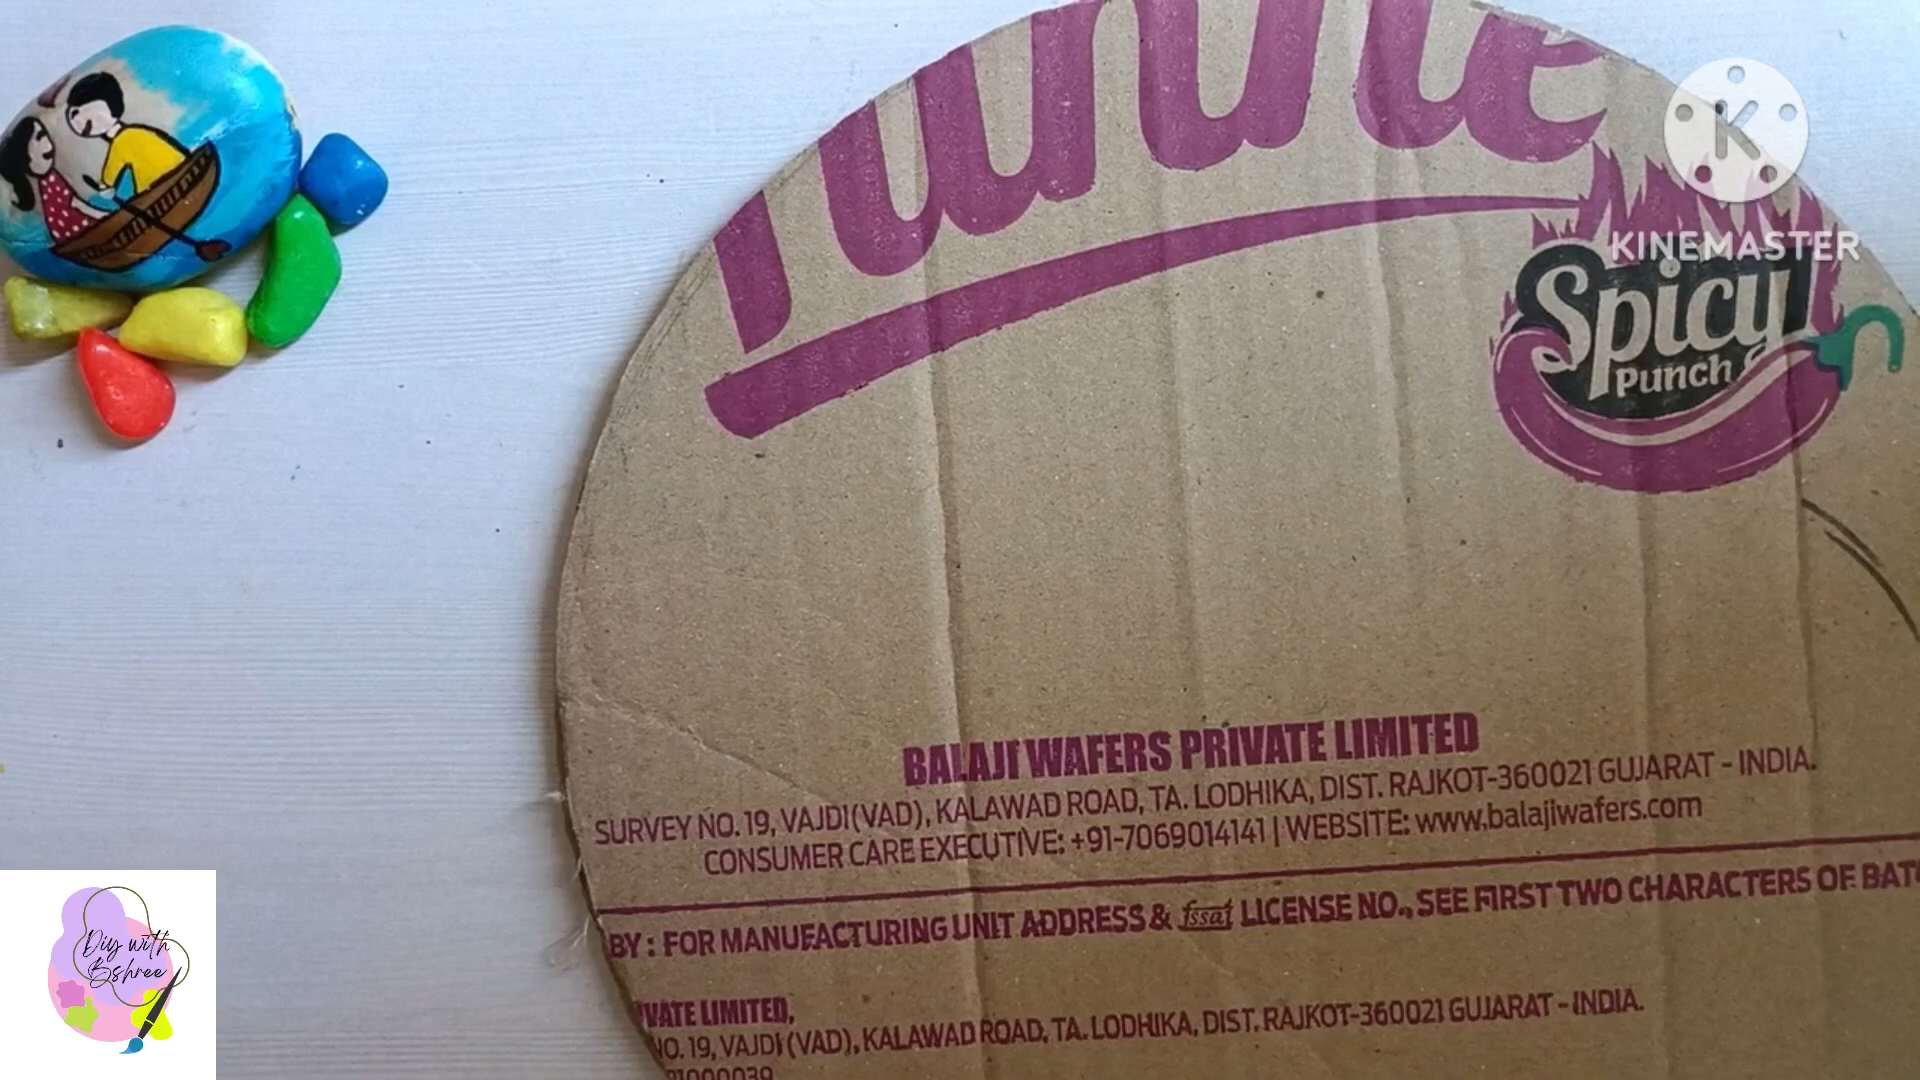 K
KINEMASTER
Spicy
Punch
BALAJI WAFERS PRIVATE LIMITED
SURVEY NO. 19, VAJDI(VAD), KALAWAD ROAD, TA. LODHIKA, DIST. RAJKOT-360021 GUJARAT - INDIA.
CONSUMER CARE EXECUTIVE: +91-7069014141 | WEBSITE: www.balajiwafers.com
BY : FOR MANUFACTURING UNIT ADDRESS & fssai LICENSE NO., SEE FIRST TWO CHARACTERS OF
VATE LIMITED,
NO. 19, VAJDI (VAD), KALAWAD ROAD, TA. LODHIKA, DIST. RAJKOT-360021 GUJARAT - INDIA.
Diy with
Bshree